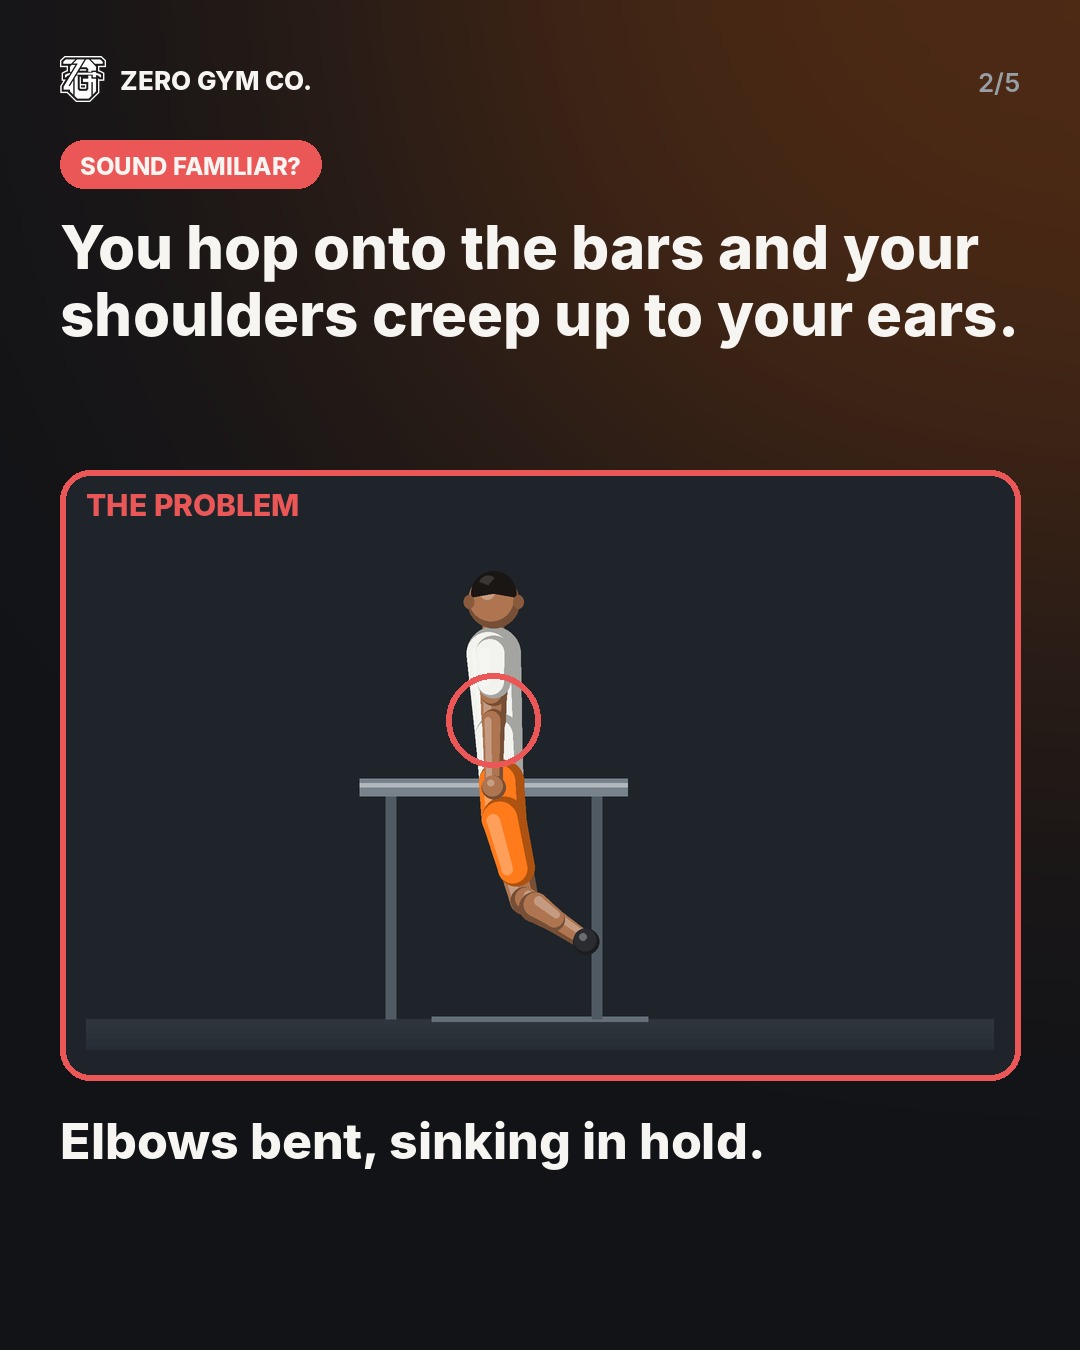 ZERO GYM CO.
2/5
SOUND FAMILIAR?
You hop onto the bars and your
shoulders creep up to your ears.
THE PROBLEM
Elbows bent, sinking in hold.